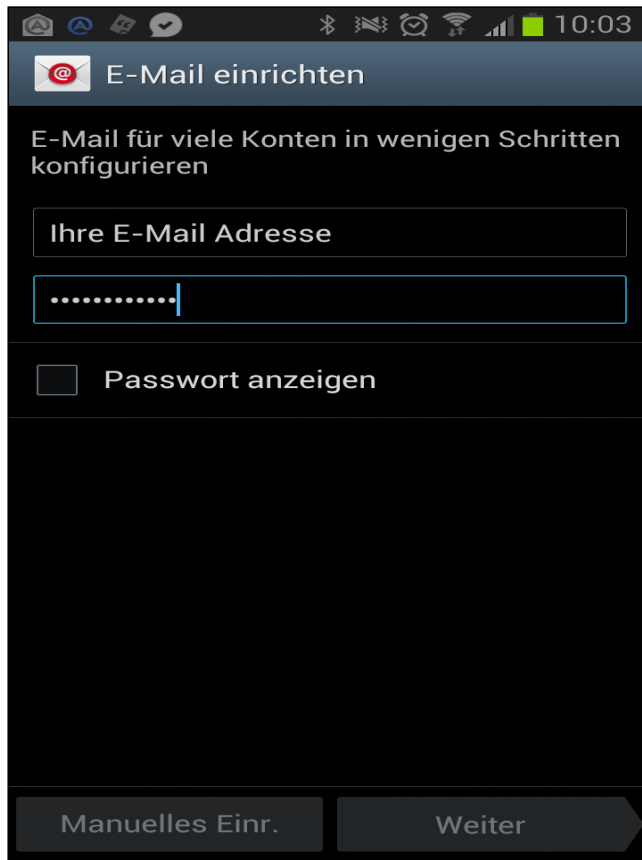 10:03
E-Mail einrichten
E-Mail für viele Konten in wenigen Schritten
konfigurieren
Ihre E-Mail Adresse
••••••••••••
Passwort anzeigen
Manuelles Einr.
Weiter